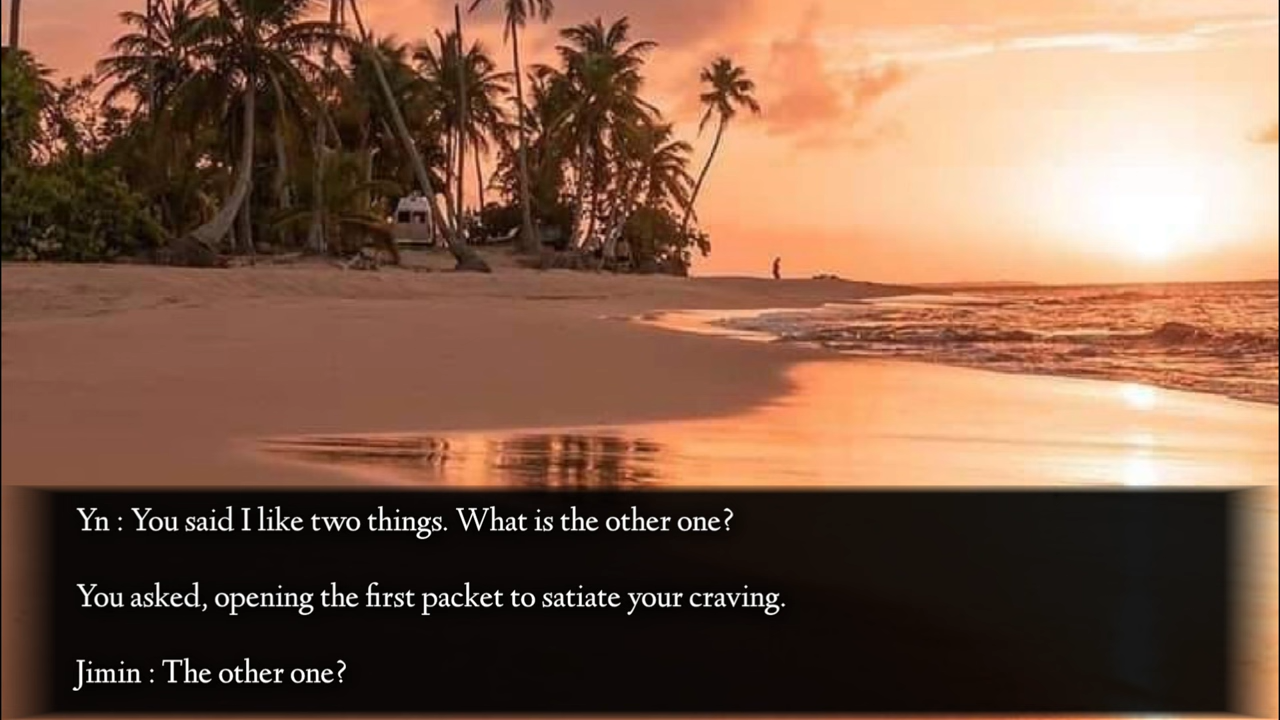 Yn : You said I like two things. What is the other one?
You asked, opening the first packet to satiate your craving.
Jimin : The other one?